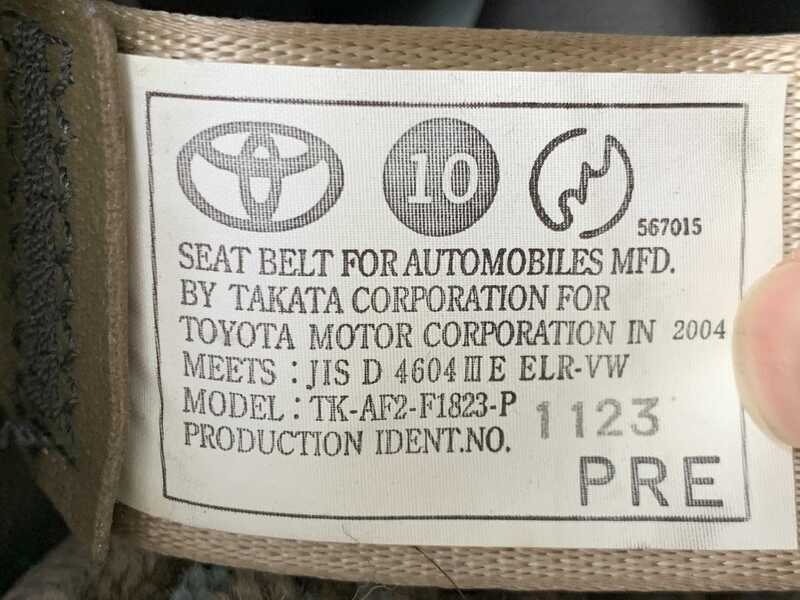 10
567015
SEAT BELT FOR AUTOMOBILES MFD.
BY TAKATA CORPORATION FOR
TOYOTA MOTOR CORPORATION IN 2004
MEETS : JIS D 4604 Ⅲ E ELR-VW
MODEL : TK-AF2-F1823-P
PRODUCTION IDENT.NO. 1123
PRE